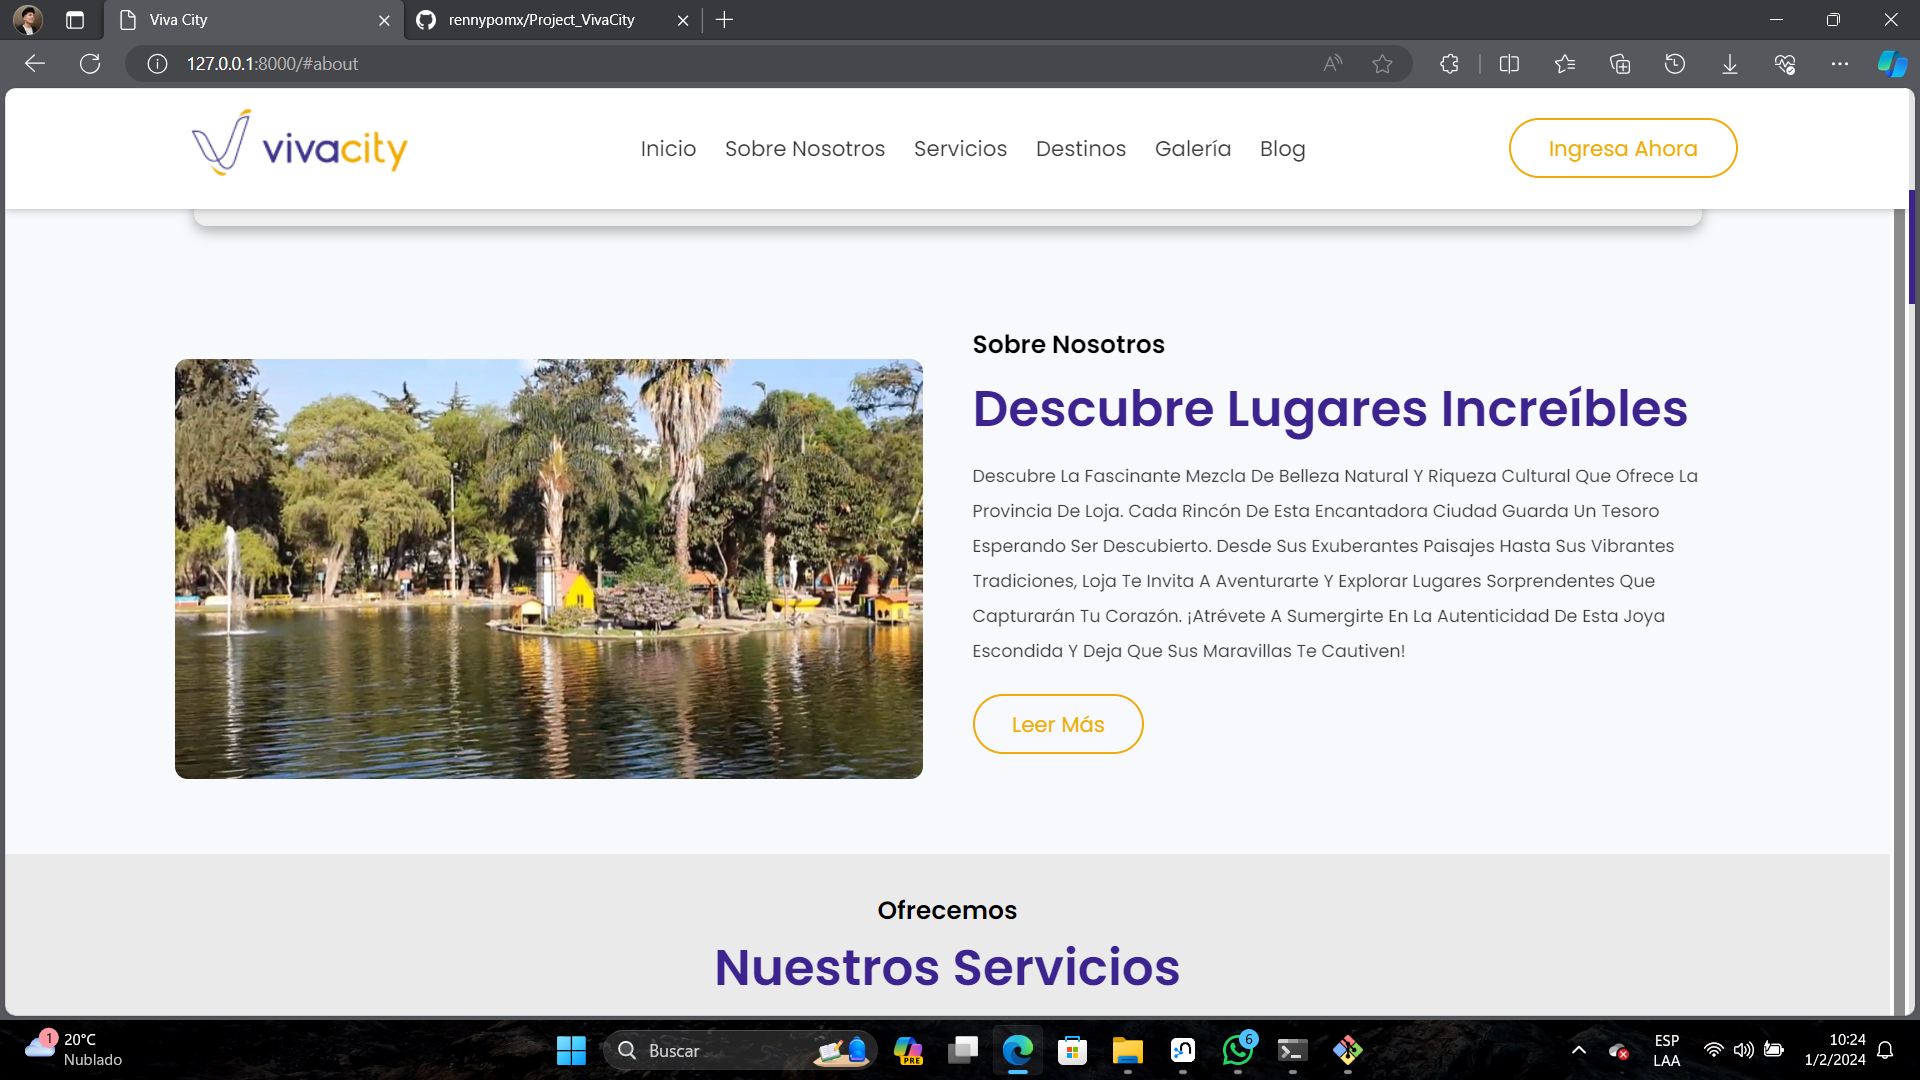 Viva City
rennypomx/Project_VivaCity
127.0.0.1:8000/#about
vivacity
Inicio
Sobre Nosotros
Servicios
Destinos
Galería
Blog
Ingresa Ahora
Sobre Nosotros
Descubre Lugares Increíbles
Descubre La Fascinante Mezcla De Belleza Natural Y Riqueza Cultural Que Ofrece La
Provincia De Loja. Cada Rincón De Esta Encantadora Ciudad Guarda Un Tesoro
Esperando Ser Descubierto. Desde Sus Exuberantes Paisajes Hasta Sus Vibrantes
Tradiciones, Loja Te Invita A Aventurarte Y Explorar Lugares Sorprendentes Que
Capturarán Tu Corazón. ¡Atrévete A Sumergirte En La Autenticidad De Esta Joya
Escondida Y Deja Que Sus Maravillas Te Cautiven!
Leer Más
Ofrecemos
Nuestros Servicios
1
20°C
Nublado
Buscar
PRE
6
ESP
LAA
10:24
1/2/2024